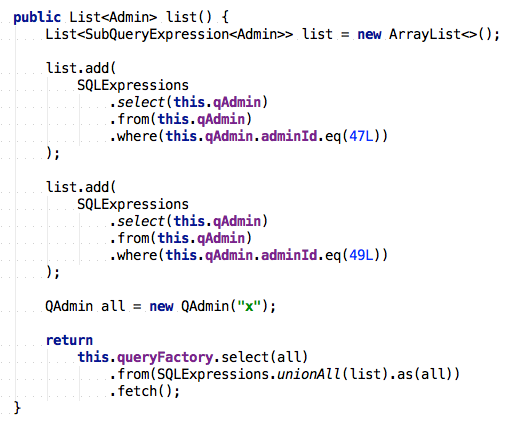 public List<Admin> list() {
    List<SubQueryExpression<Admin>> list = new ArrayList<>();

    list.add(
        SQLExpressions
            .select(this.qAdmin)
            .from(this.qAdmin)
            .where(this.qAdmin.adminId.eq(47L))
    );

    list.add(
        SQLExpressions
            .select(this.qAdmin)
            .from(this.qAdmin)
            .where(this.qAdmin.adminId.eq(49L))
    );

    QAdmin all = new QAdmin("x");

    return
        this.queryFactory.select(all)
            .from(SQLExpressions.unionAll(list).as(all))
            .fetch();
}